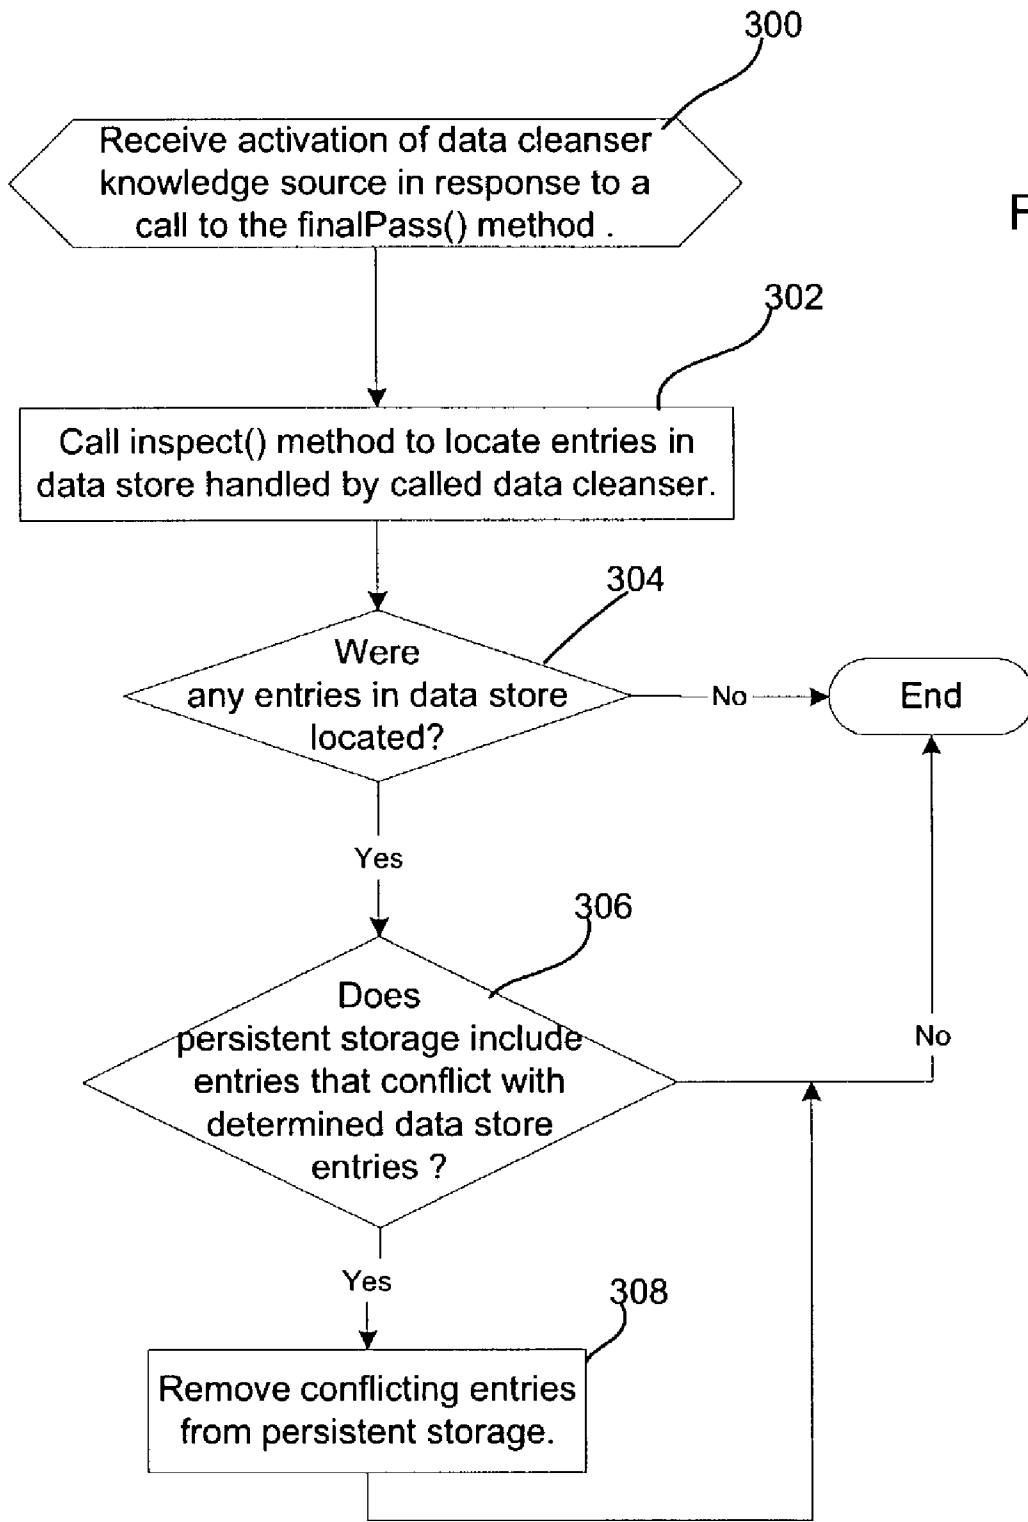 300
Receive activation of data cleanser
knowledge source in response to a
call to the finalPass() method .
F
302
Call inspect() method to locate entries in
data store handled by called data cleanser.
304
Were
any entries in data store
located?
No
End
Yes
306
Does
persistent storage include
entries that conflict with
determined data store
entries ?
No
Yes
308
Remove conflicting entries
from persistent storage.